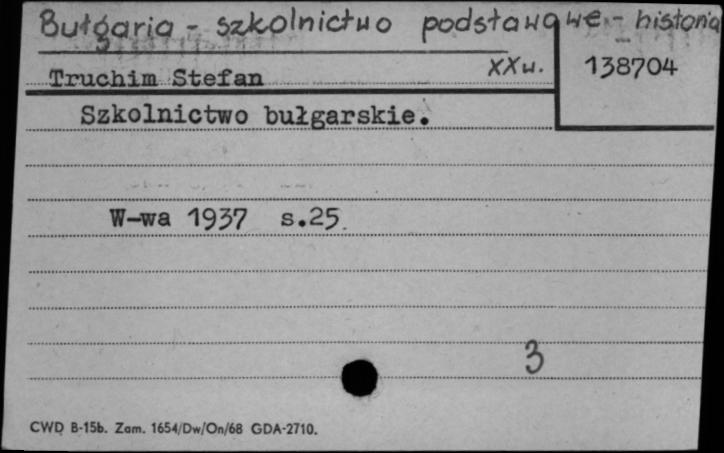 Bułgaria - szkolnictwo podstawowe - historia
XXw.
138704
Truchim Stefan
Szkolnictwo bułgarskie.
W-wa 1937 s.25.
3
CWD B-15b. Zam. 1654/Dw/On/68 GDA-2710.